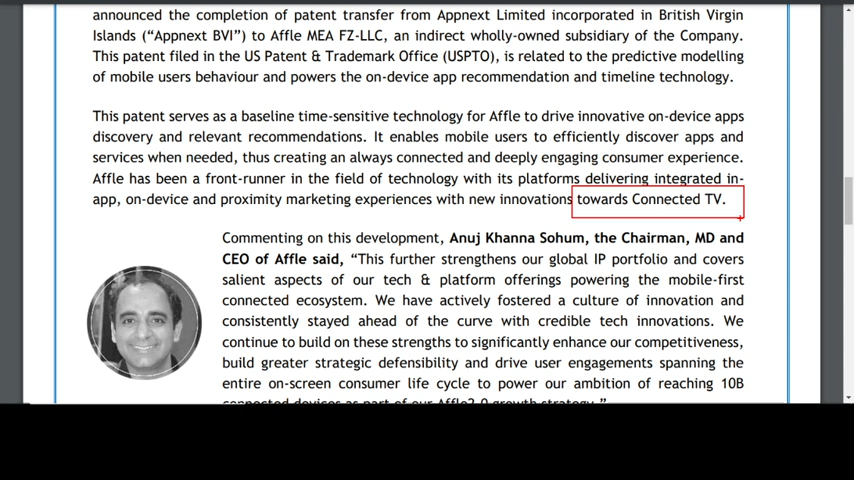 announced the completion of patent transfer from Appnext Limited incorporated in British Virgin
Islands (“Appnext BVI”) to Affle MEA FZ-LLC, an indirect wholly-owned subsidiary of the Company.
This patent filed in the US Patent & Trademark Office (USPTO), is related to the predictive modelling
of mobile users behaviour and powers the on-device app recommendation and timeline technology.
This patent serves as a baseline time-sensitive technology for Affle to drive innovative on-device apps
discovery and relevant recommendations. It enables mobile users to efficiently discover apps and
services when needed, thus creating an always connected and deeply engaging consumer experience.
Affle has been a front-runner in the field of technology with its platforms delivering integrated in-
app, on-device and proximity marketing experiences with new innovations towards Connected TV.
Commenting on this development, Anuj Khanna Sohum, the Chairman, MD and
CEO of Affle said, “This further strengthens our global IP portfolio and covers
salient aspects of our tech & platform offerings powering the mobile-first
connected ecosystem. We have actively fostered a culture of innovation and
consistently stayed ahead of the curve with credible tech innovations. We
continue to build on these strengths to significantly enhance our competitiveness,
build greater strategic defensibility and drive user engagements spanning the
entire on-screen consumer life cycle to power our ambition of reaching 10B
connected devices as part of our Affle2.0 growth strategy.”